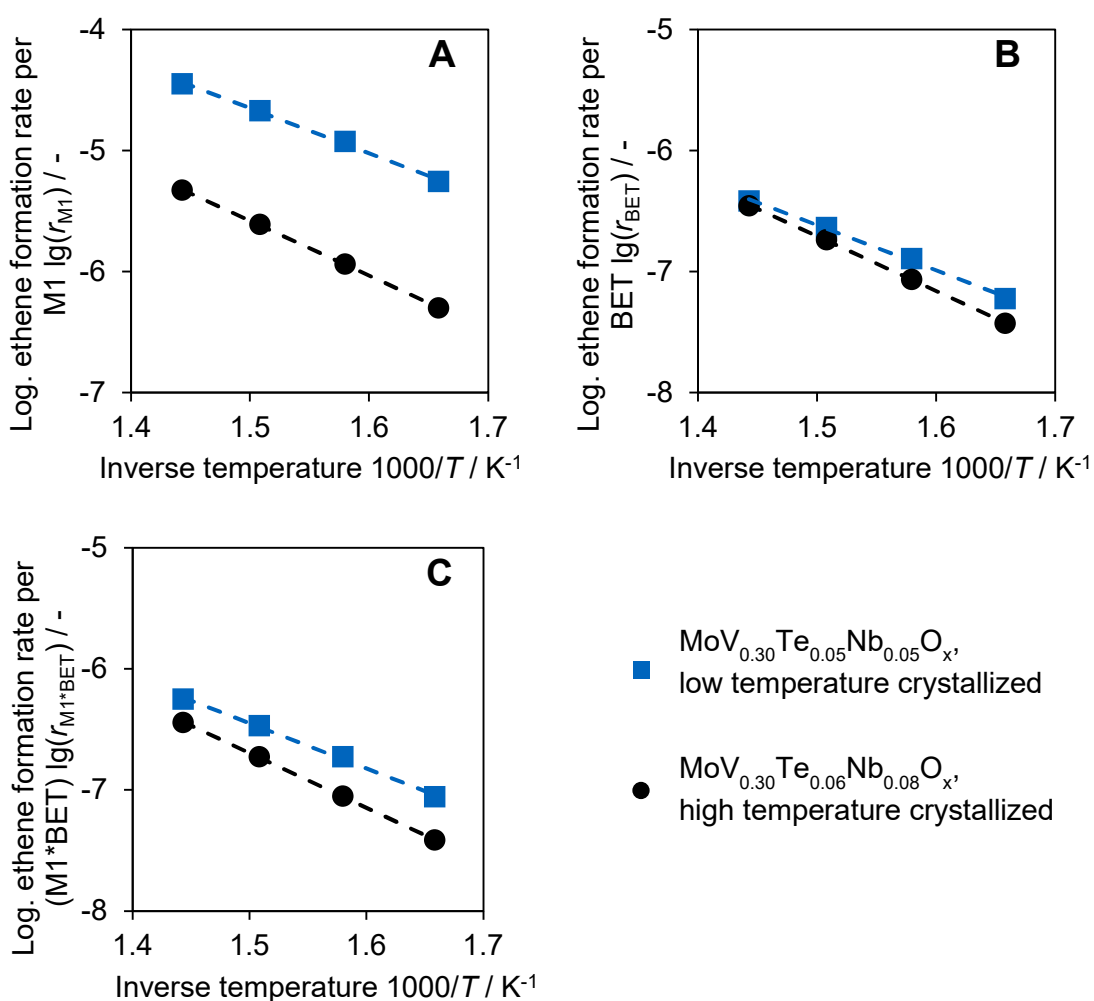 A
Log. ethene formation rate per
M1 lg(r_M1) / -
-4
-5
-6
-7
1.4 1.5 1.6 1.7
Inverse temperature 1000/T / K⁻¹
B
Log. ethene formation rate per
BET lg(r_BET) / -
-5
-6
-7
-8
1.4 1.5 1.6 1.7
Inverse temperature 1000/T / K⁻¹
C
Log. ethene formation rate per
(M1*BET) lg(r_M1*BET) / -
-5
-6
-7
-8
1.4 1.5 1.6 1.7
Inverse temperature 1000/T / K⁻¹
MoV₀.₃₀Te₀.₀₅Nb₀.₀₅Oₓ,
low temperature crystallized
MoV₀.₃₀Te₀.₀₆Nb₀.₀₈Oₓ,
high temperature crystallized